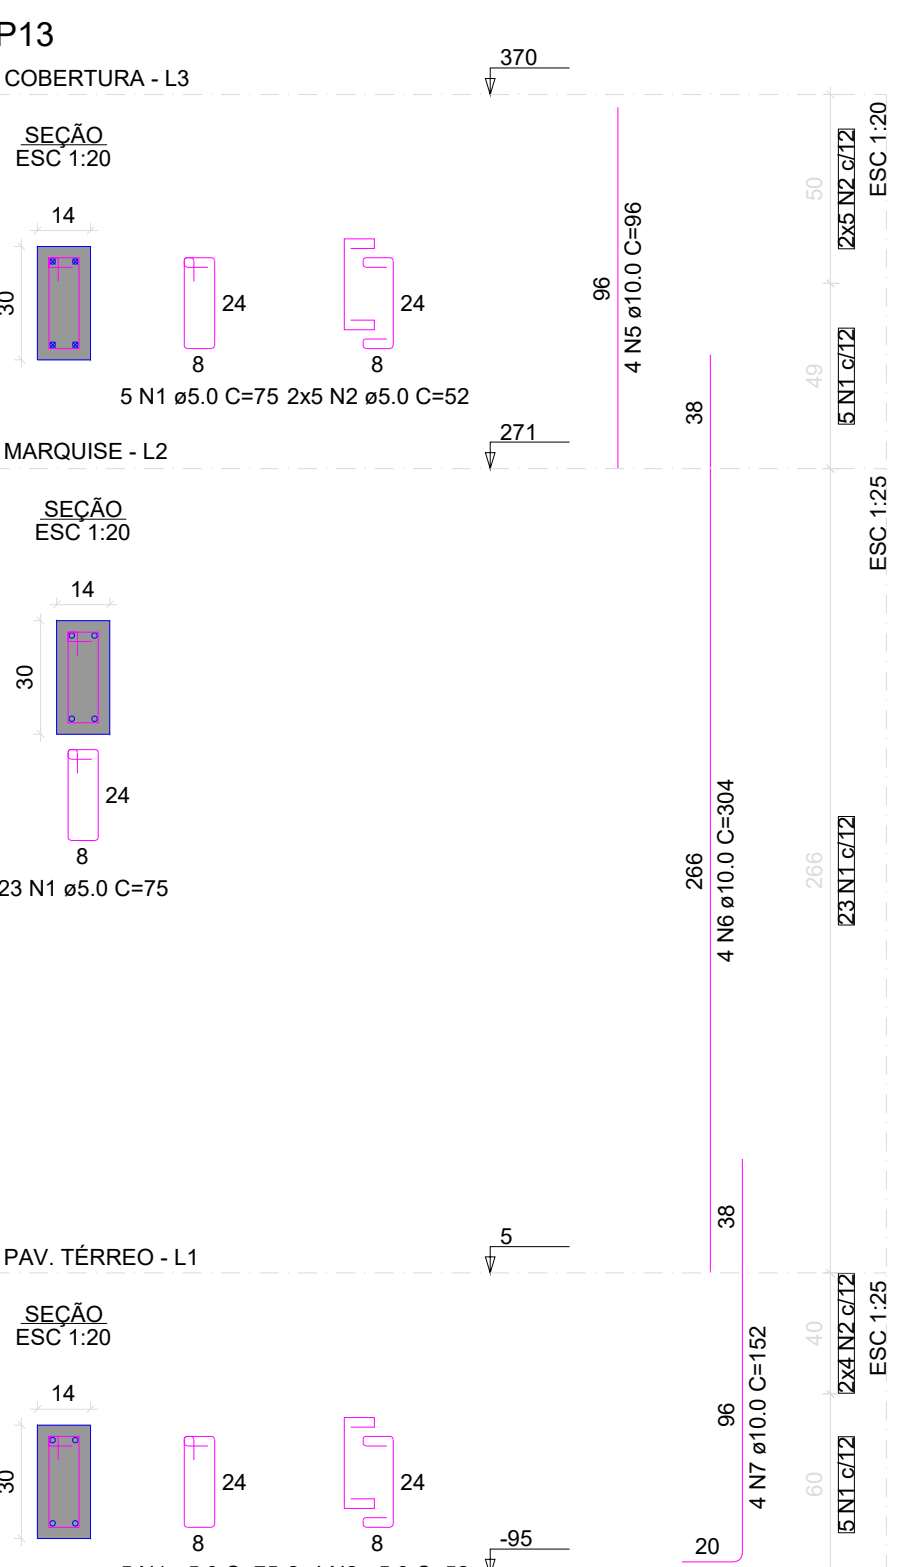 P13
COBERTURA - L3
370
SEÇÃO
ESC 1:20
14
30
24
8
5 N1 ø5.0 C=75
24
8
2x5 N2 ø5.0 C=52
96
4 N5 ø10.0 C=96
50
2x5 N2 c/12
ESC 1:20
49
5 N1 c/12
38
MARQUISE - L2
271
SEÇÃO
ESC 1:20
14
30
24
8
23 N1 ø5.0 C=75
266
4 N6 ø10.0 C=304
266
23 N1 c/12
ESC 1:25
38
PAV. TÉRREO - L1
5
SEÇÃO
ESC 1:20
14
30
24
8
24
8
96
4 N7 ø10.0 C=152
20
40
2x4 N2 c/12
ESC 1:25
60
5 N1 c/12
-95